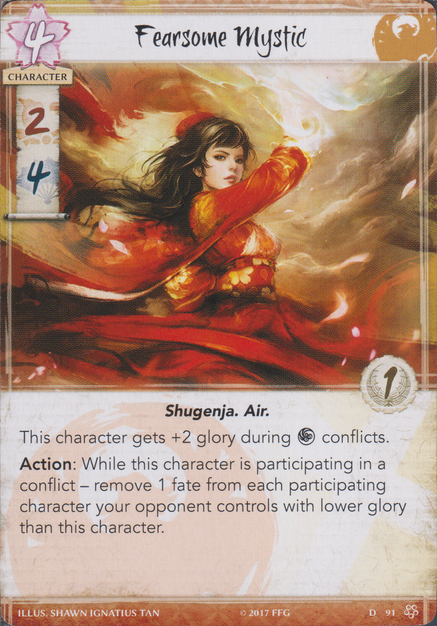 4
Fearsome Mystic
CHARACTER
2
4
1
Shugenja. Air.
This character gets +2 glory during conflicts.
Action: While this character is participating in a
conflict – remove 1 fate from each participating
character your opponent controls with lower glory
than this character.
ILLUS. SHAWN IGNATIUS TAN © 2017 FFG D 91